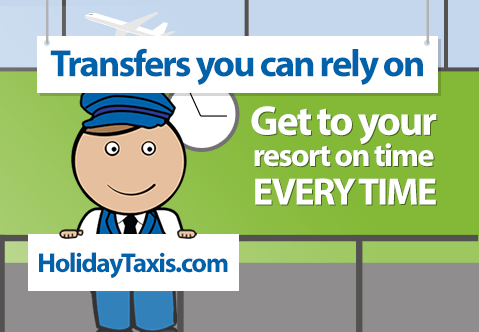 Transfers you can rely on
Get to your
resort on time
EVERY TIME
HolidayTaxis.com